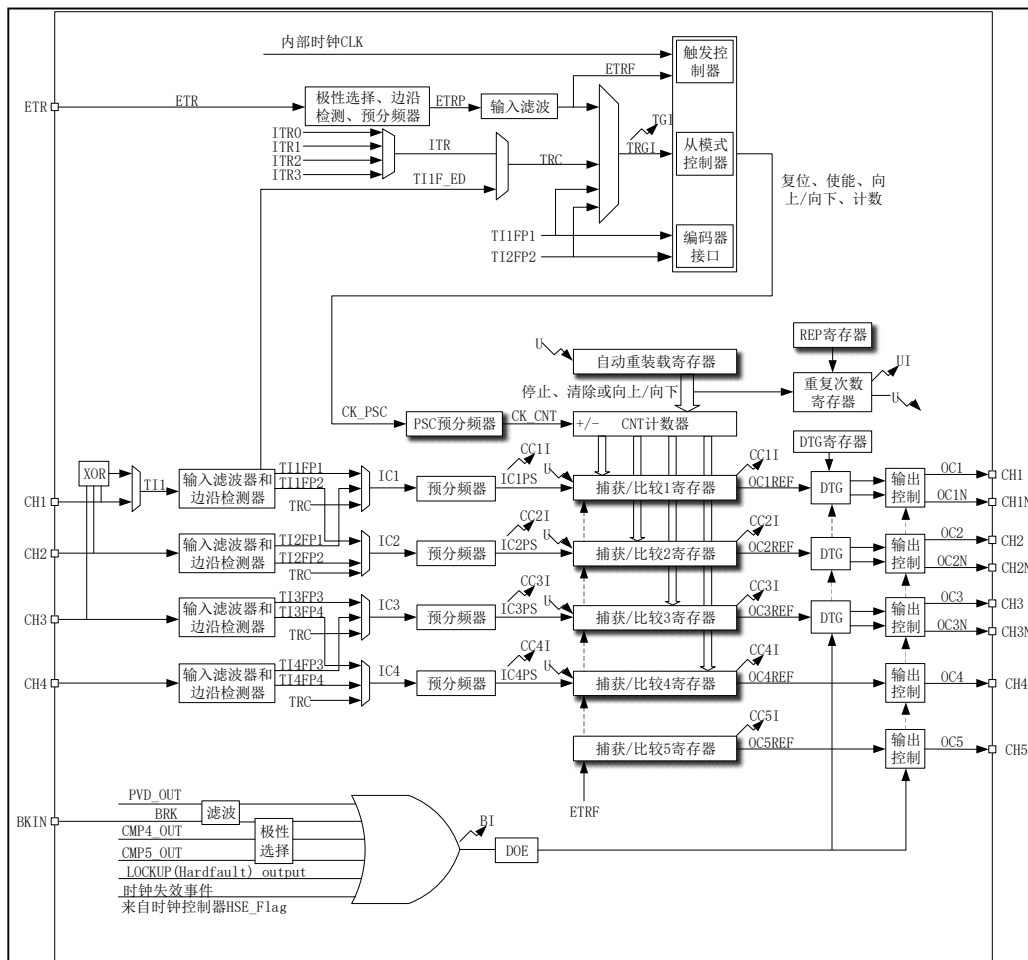 内部时钟CLK
触发控
制器
ETRF
ETR
ETR
极性选择、边沿
检测、预分频器
ETRP
输入滤波
ITR0
ITR1
ITR2
ITR3
ITR
TRC
TGI
TRGI
从模式
控制器
TI1F_ED
复位、使能、向
上/向下、计数
TI1FP1
TI2FP2
编码器
接口
REP寄存器
U
自动重装载寄存器
UI
停止、清除或向上/向下
重复次数
寄存器
U
CK_PSC
PSC预分频器
CK_CNT
+/-
CNT计数器
DTG寄存器
XOR
TI1
输入滤波器和
边沿检测器
TI1FP1
TI1FP2
TRC
IC1
预分频器
CC1I
IC1PS
U
捕获/比较1寄存器
CC1I
OC1REF
DTG
输出
控制
OC1
OC1N
CH1
CH1N
CH1
CH2
输入滤波器和
边沿检测器
TI2FP1
TI2FP2
TRC
IC2
预分频器
CC2I
IC2PS
U
捕获/比较2寄存器
CC2I
OC2REF
DTG
输出
控制
OC2
OC2N
CH2
CH2N
CH3
输入滤波器和
边沿检测器
TI3FP3
TI3FP4
TRC
IC3
预分频器
CC3I
IC3PS
U
捕获/比较3寄存器
CC3I
OC3REF
DTG
输出
控制
OC3
OC3N
CH3
CH3N
CH4
输入滤波器和
边沿检测器
TI4FP3
TI4FP4
TRC
IC4
预分频器
CC4I
IC4PS
U
捕获/比较4寄存器
CC4I
OC4REF
输出
控制
OC4
CH4
捕获/比较5寄存器
CC5I
OC5REF
输出
控制
OC5
CH5
ETRF
PVD_OUT
BKIN
BRK
滤波
CMP4_OUT
极性
选择
CMP5_OUT
LOCKUP(Hardfault) output
时钟失效事件
来自时钟控制器HSE_Flag
BI
DOE